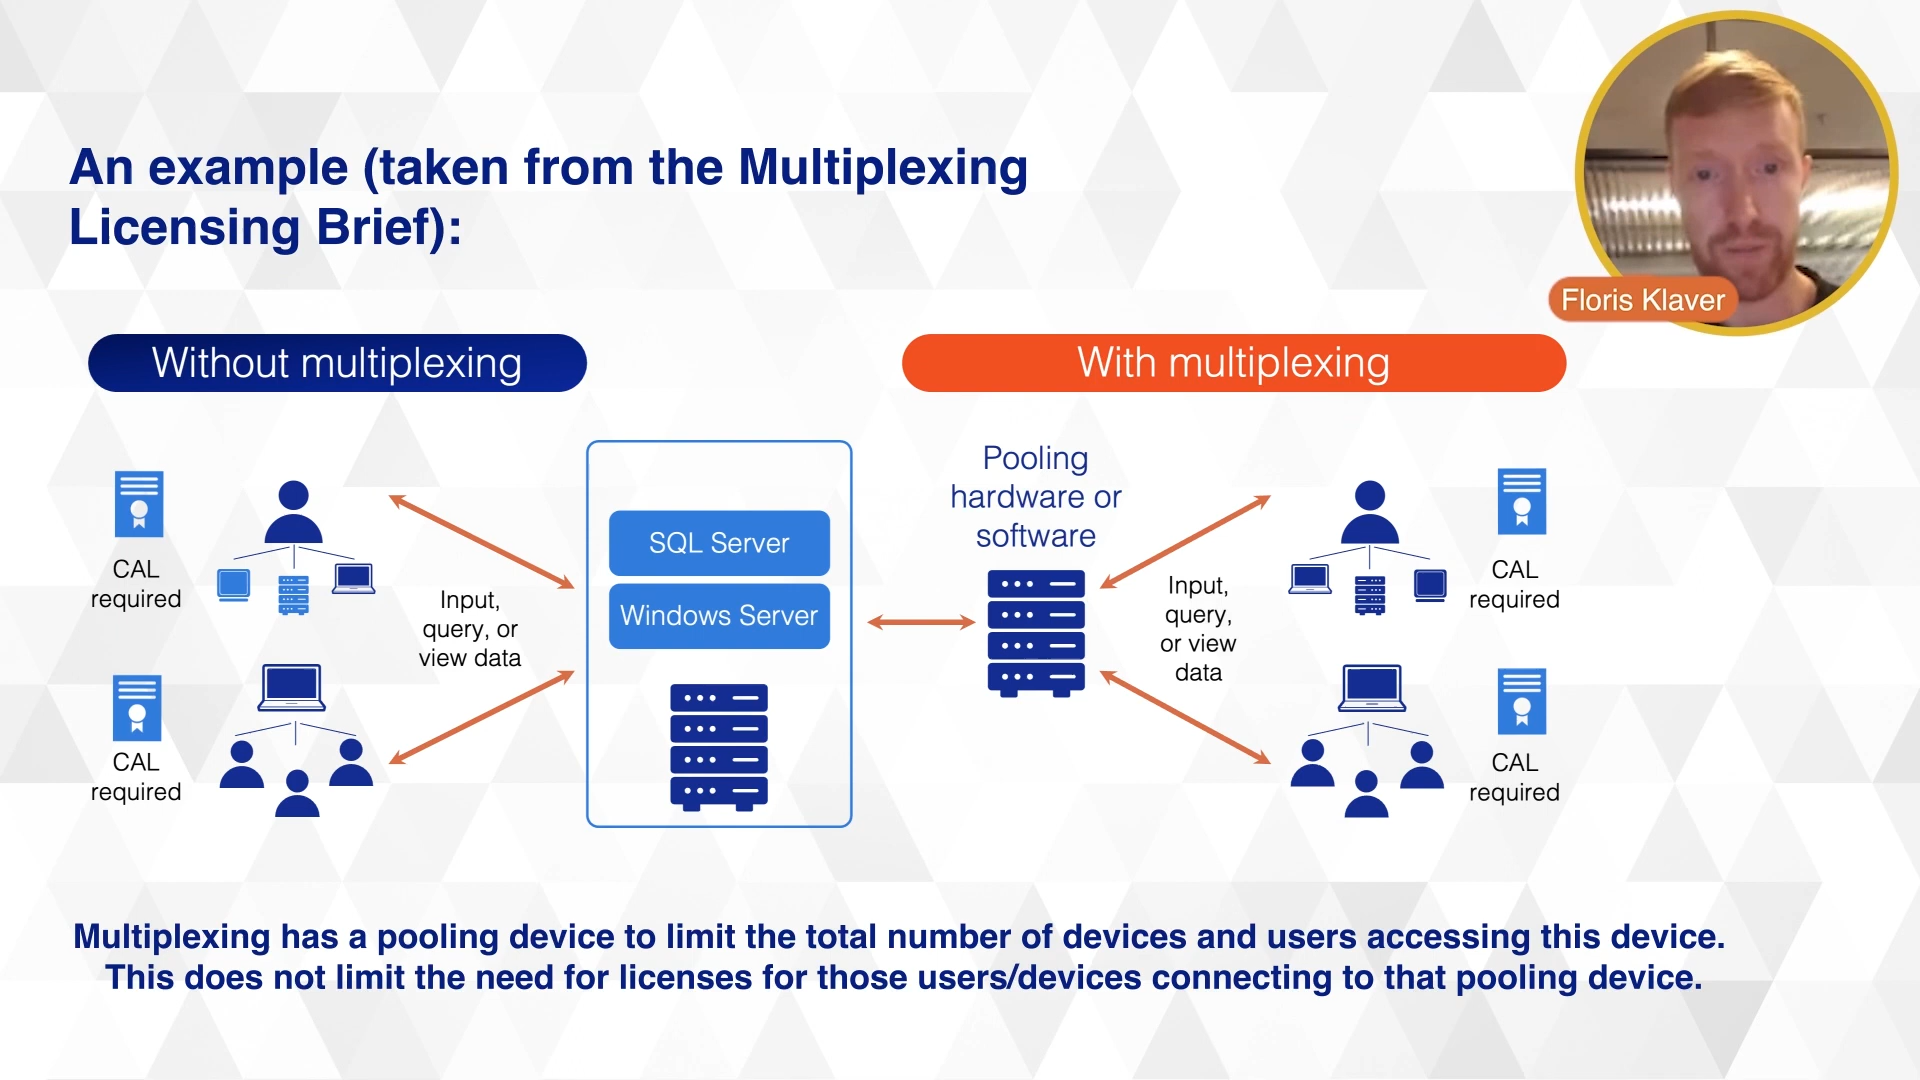 An example (taken from the Multiplexing
Licensing Brief):
Floris Klaver
Without multiplexing
With multiplexing
CAL
required
CAL
required
Input,
query, or
view data
SQL Server
Windows Server
Pooling
hardware or
software
Input,
query,
or view
data
CAL
required
CAL
required
Multiplexing has a pooling device to limit the total number of devices and users accessing this device.
This does not limit the need for licenses for those users/devices connecting to that pooling device.